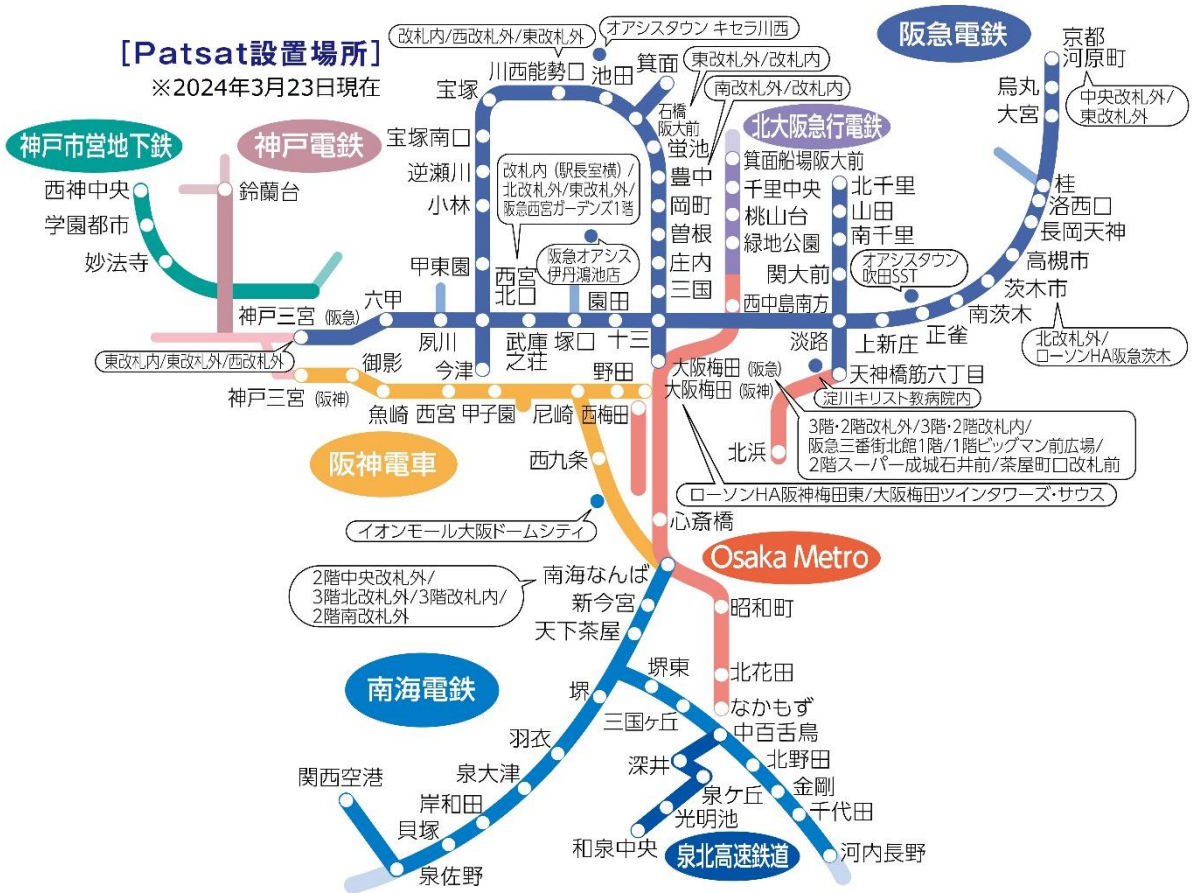 [Patsat設置場所]
※2024年3月23日現在
改札内/西改札外/東改札外
オアシスタウン キセラ川西
阪急電鉄
京都
河原町
烏丸
大宮
中央改札外/
東改札外
川西能勢口
池田
箕面
東改札外/改札内
南改札外/改札内
宝塚
石橋
阪大前
北大阪急行電鉄
神戸市営地下鉄
神戸電鉄
宝塚南口
蛍池
箕面船場阪大前
西神中央
鈴蘭台
逆瀬川
改札内(駅長室横)/
北改札外/東改札外/
阪急西宮ガーデンズ1階
豊中
千里中央
北千里
桂
学園都市
小林
岡町
桃山台
山田
洛西口
妙法寺
曽根
緑地公園
南千里
長岡天神
甲東園
西宮
北口
阪急オアシス
伊丹鴻池店
庄内
関大前
オアシスタウン
吹田SST
高槻市
六甲
園田
三国
西中島南方
茨木市
神戸三宮(阪急)
南茨木
夙川
武庫
之荘
塚口
十三
淡路
上新庄
正雀
北改札外/
ローソンHA阪急茨木
東改札内/東改札外/西改札外
御影
今津
野田
大阪梅田(阪急)
大阪梅田(阪神)
天神橋筋六丁目
淀川キリスト教病院内
神戸三宮(阪神)
魚崎
西宮
甲子園
尼崎
西梅田
3階・2階改札外/3階・2階改札内/
阪急三番街北館1階/1階ビッグマン前広場/
2階スーパー成城石井前/茶屋町口改札前
北浜
阪神電車
西九条
ローソンHA阪神梅田東/大阪梅田ツインタワーズ・サウス
イオンモール大阪ドームシティ
心斎橋
Osaka Metro
2階中央改札外/
3階北改札外/3階改札内/
2階南改札外
南海なんば
新今宮
昭和町
天下茶屋
南海電鉄
堺東
北花田
堺
三国ヶ丘
なかもず
中百舌鳥
羽衣
深井
北野田
関西空港
泉大津
泉ケ丘
金剛
岸和田
光明池
千代田
貝塚
和泉中央
泉北高速鉄道
河内長野
泉佐野